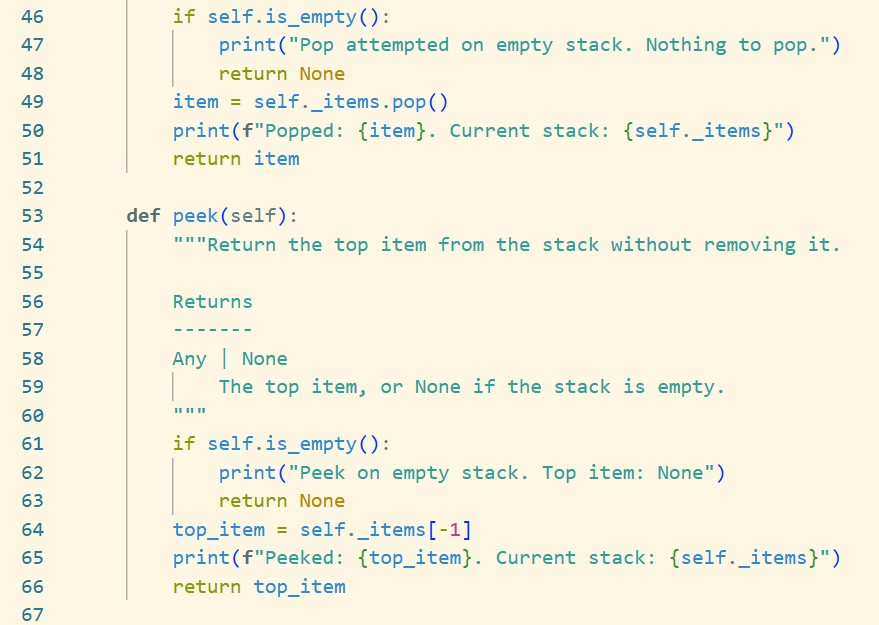 46 if self.is_empty():
47 print("Pop attempted on empty stack. Nothing to pop.")
48 return None
49 item = self._items.pop()
50 print(f"Popped: {item}. Current stack: {self._items}")
51 return item
52
53 def peek(self):
54 """Return the top item from the stack without removing it.
55
56 Returns
57 -------
58 Any | None
59 The top item, or None if the stack is empty.
60 """
61 if self.is_empty():
62 print("Peek on empty stack. Top item: None")
63 return None
64 top_item = self._items[-1]
65 print(f"Peeked: {top_item}. Current stack: {self._items}")
66 return top_item
67